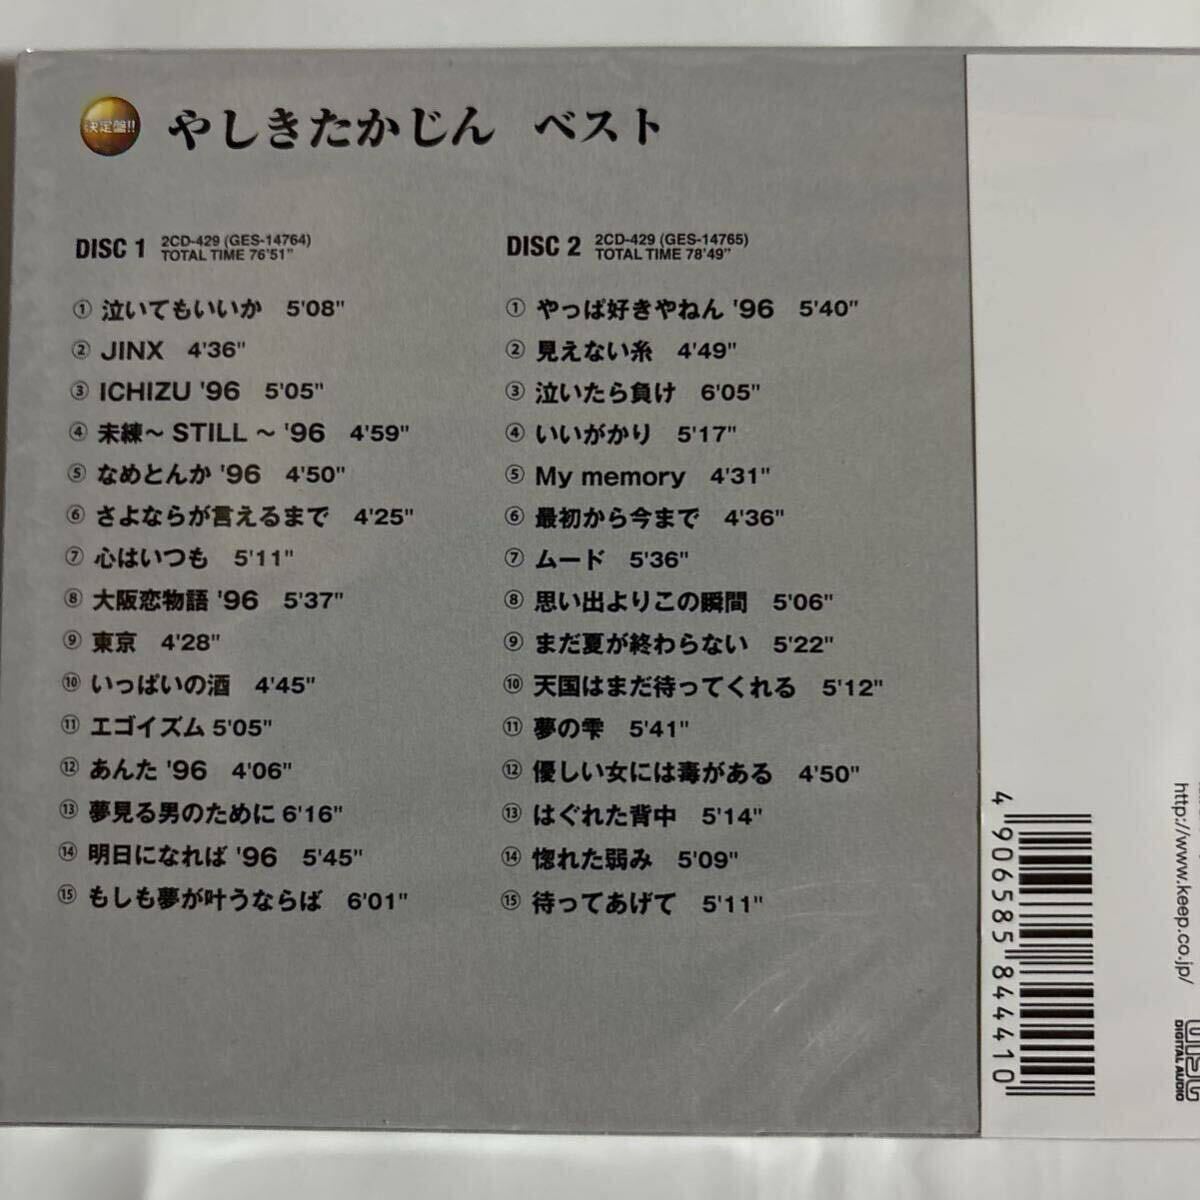 決定盤!! やしきたかじん ベスト
DISC 1 2CD-429 (GES-14764)
TOTAL TIME 76'51"
① 泣いてもいいか 5'08"
② JINX 4'36"
③ ICHIZU '96 5'05"
④ 未練～ STILL ～ '96 4'59"
⑤ なめとんか '96 4'50"
⑥ さよならが言えるまで 4'25"
⑦ 心はいつも 5'11"
⑧ 大阪恋物語 '96 5'37"
⑨ 東京 4'28"
⑩ いっぱいの酒 4'45"
⑪ エゴイズム 5'05"
⑫ あんた '96 4'06"
⑬ 夢見る男のために 6'16"
⑭ 明日になれば '96 5'45"
⑮ もしも夢が叶うならば 6'01"
DISC 2 2CD-429 (GES-14765)
TOTAL TIME 78'49"
① やっぱ好きやねん '96 5'40"
② 見えない糸 4'49"
③ 泣いたら負け 6'05"
④ いいがかり 5'17"
⑤ My memory 4'31"
⑥ 最初から今まで 4'36"
⑦ ムード 5'36"
⑧ 思い出よりこの瞬間 5'06"
⑨ まだ夏が終わらない 5'22"
⑩ 天国はまだ待ってくれる 5'12"
⑪ 夢の雫 5'41"
⑫ 優しい女には毒がある 4'50"
⑬ はぐれた背中 5'14"
⑭ 惚れた弱み 5'09"
⑮ 待ってあげて 5'11"
4 906585 844410
http://www.keep.co.jp/
DISC
DIGITAL AUDIO